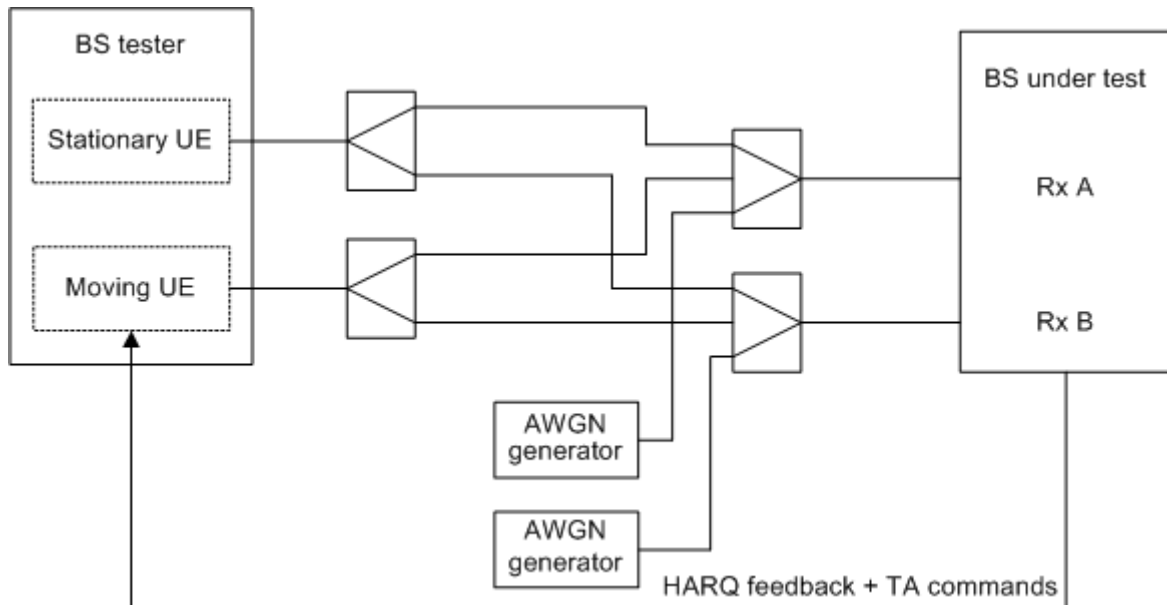 BS tester
Stationary UE
Moving UE
BS under test
Rx A
Rx B
AWGN
generator
AWGN
generator
HARQ feedback + TA commands